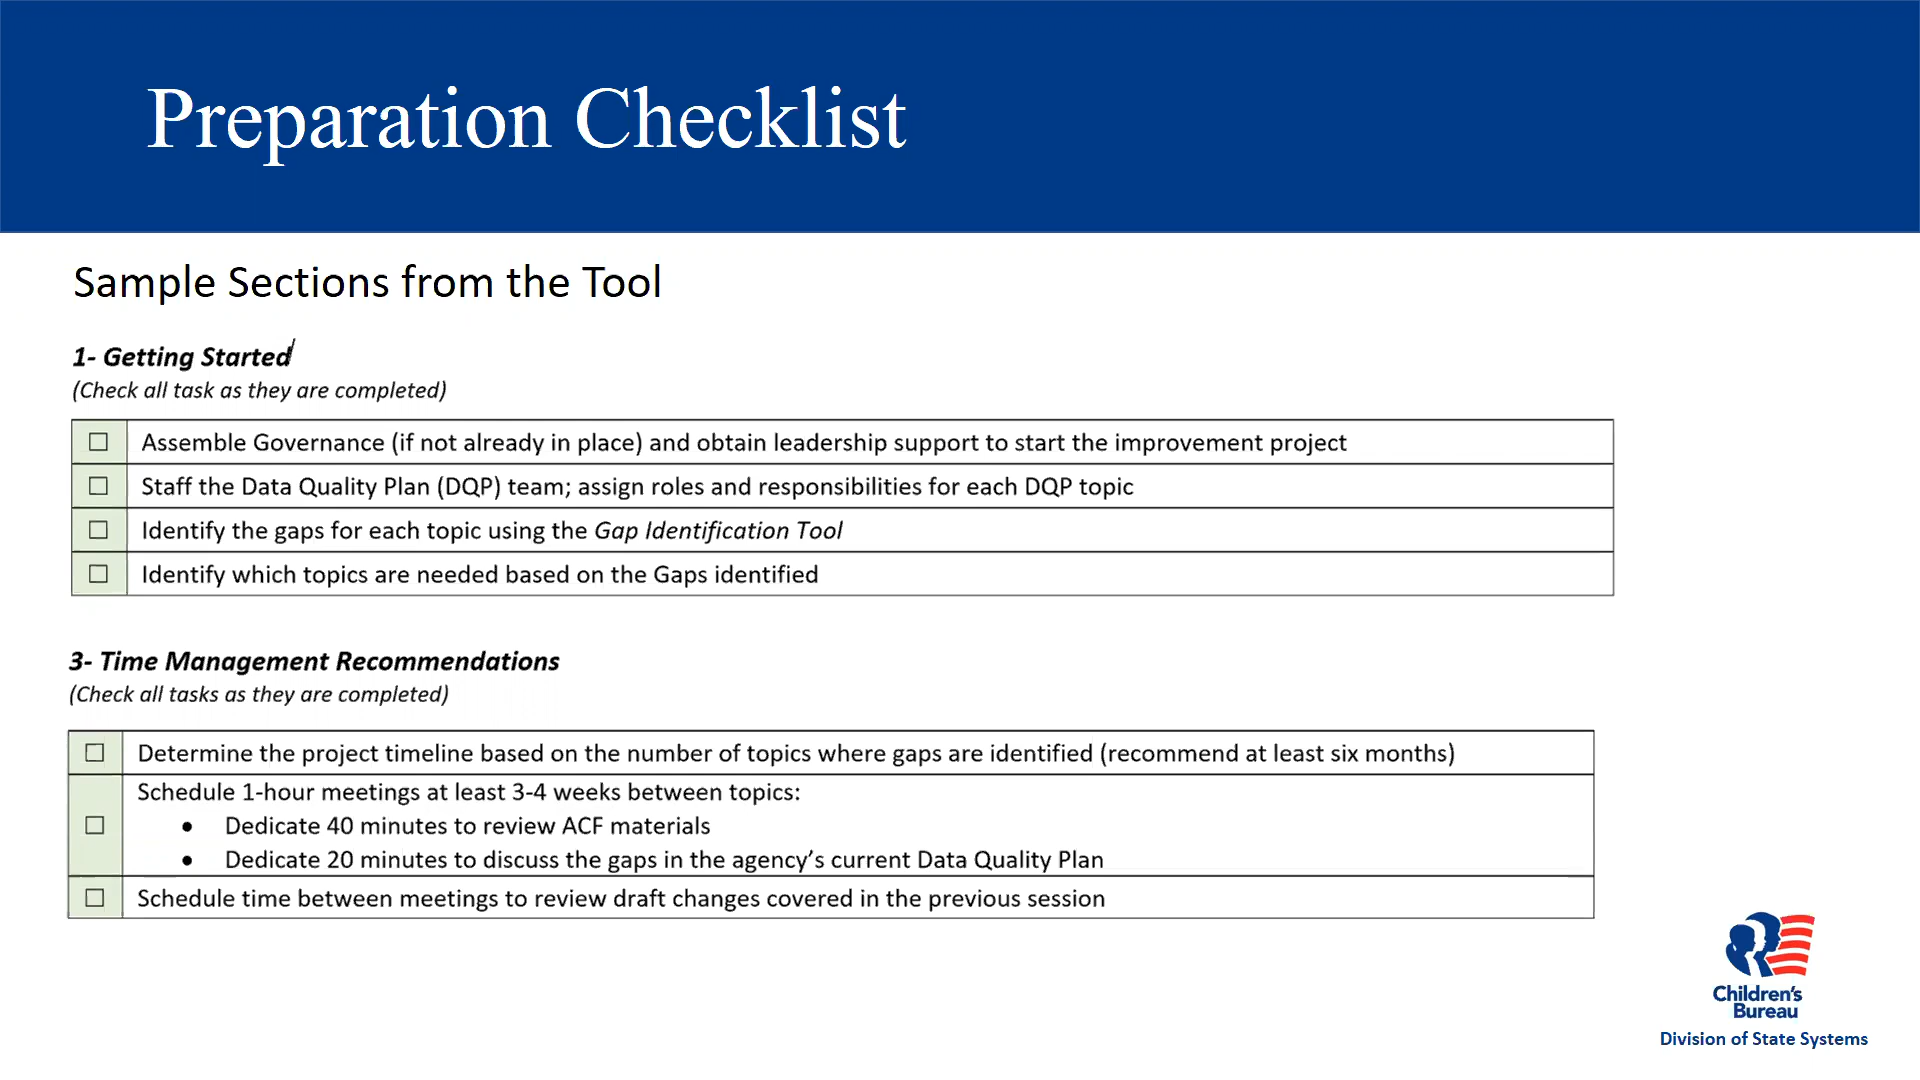 Preparation Checklist
Sample Sections from the Tool
1- Getting Started
(Check all task as they are completed)
☐ Assemble Governance (if not already in place) and obtain leadership support to start the improvement project
☐ Staff the Data Quality Plan (DQP) team; assign roles and responsibilities for each DQP topic
☐ Identify the gaps for each topic using the Gap Identification Tool
☐ Identify which topics are needed based on the Gaps identified
3- Time Management Recommendations
(Check all tasks as they are completed)
☐ Determine the project timeline based on the number of topics where gaps are identified (recommend at least six months)
☐ Schedule 1-hour meetings at least 3-4 weeks between topics:
• Dedicate 40 minutes to review ACF materials
• Dedicate 20 minutes to discuss the gaps in the agency’s current Data Quality Plan
☐ Schedule time between meetings to review draft changes covered in the previous session
Children's
Bureau
Division of State Systems